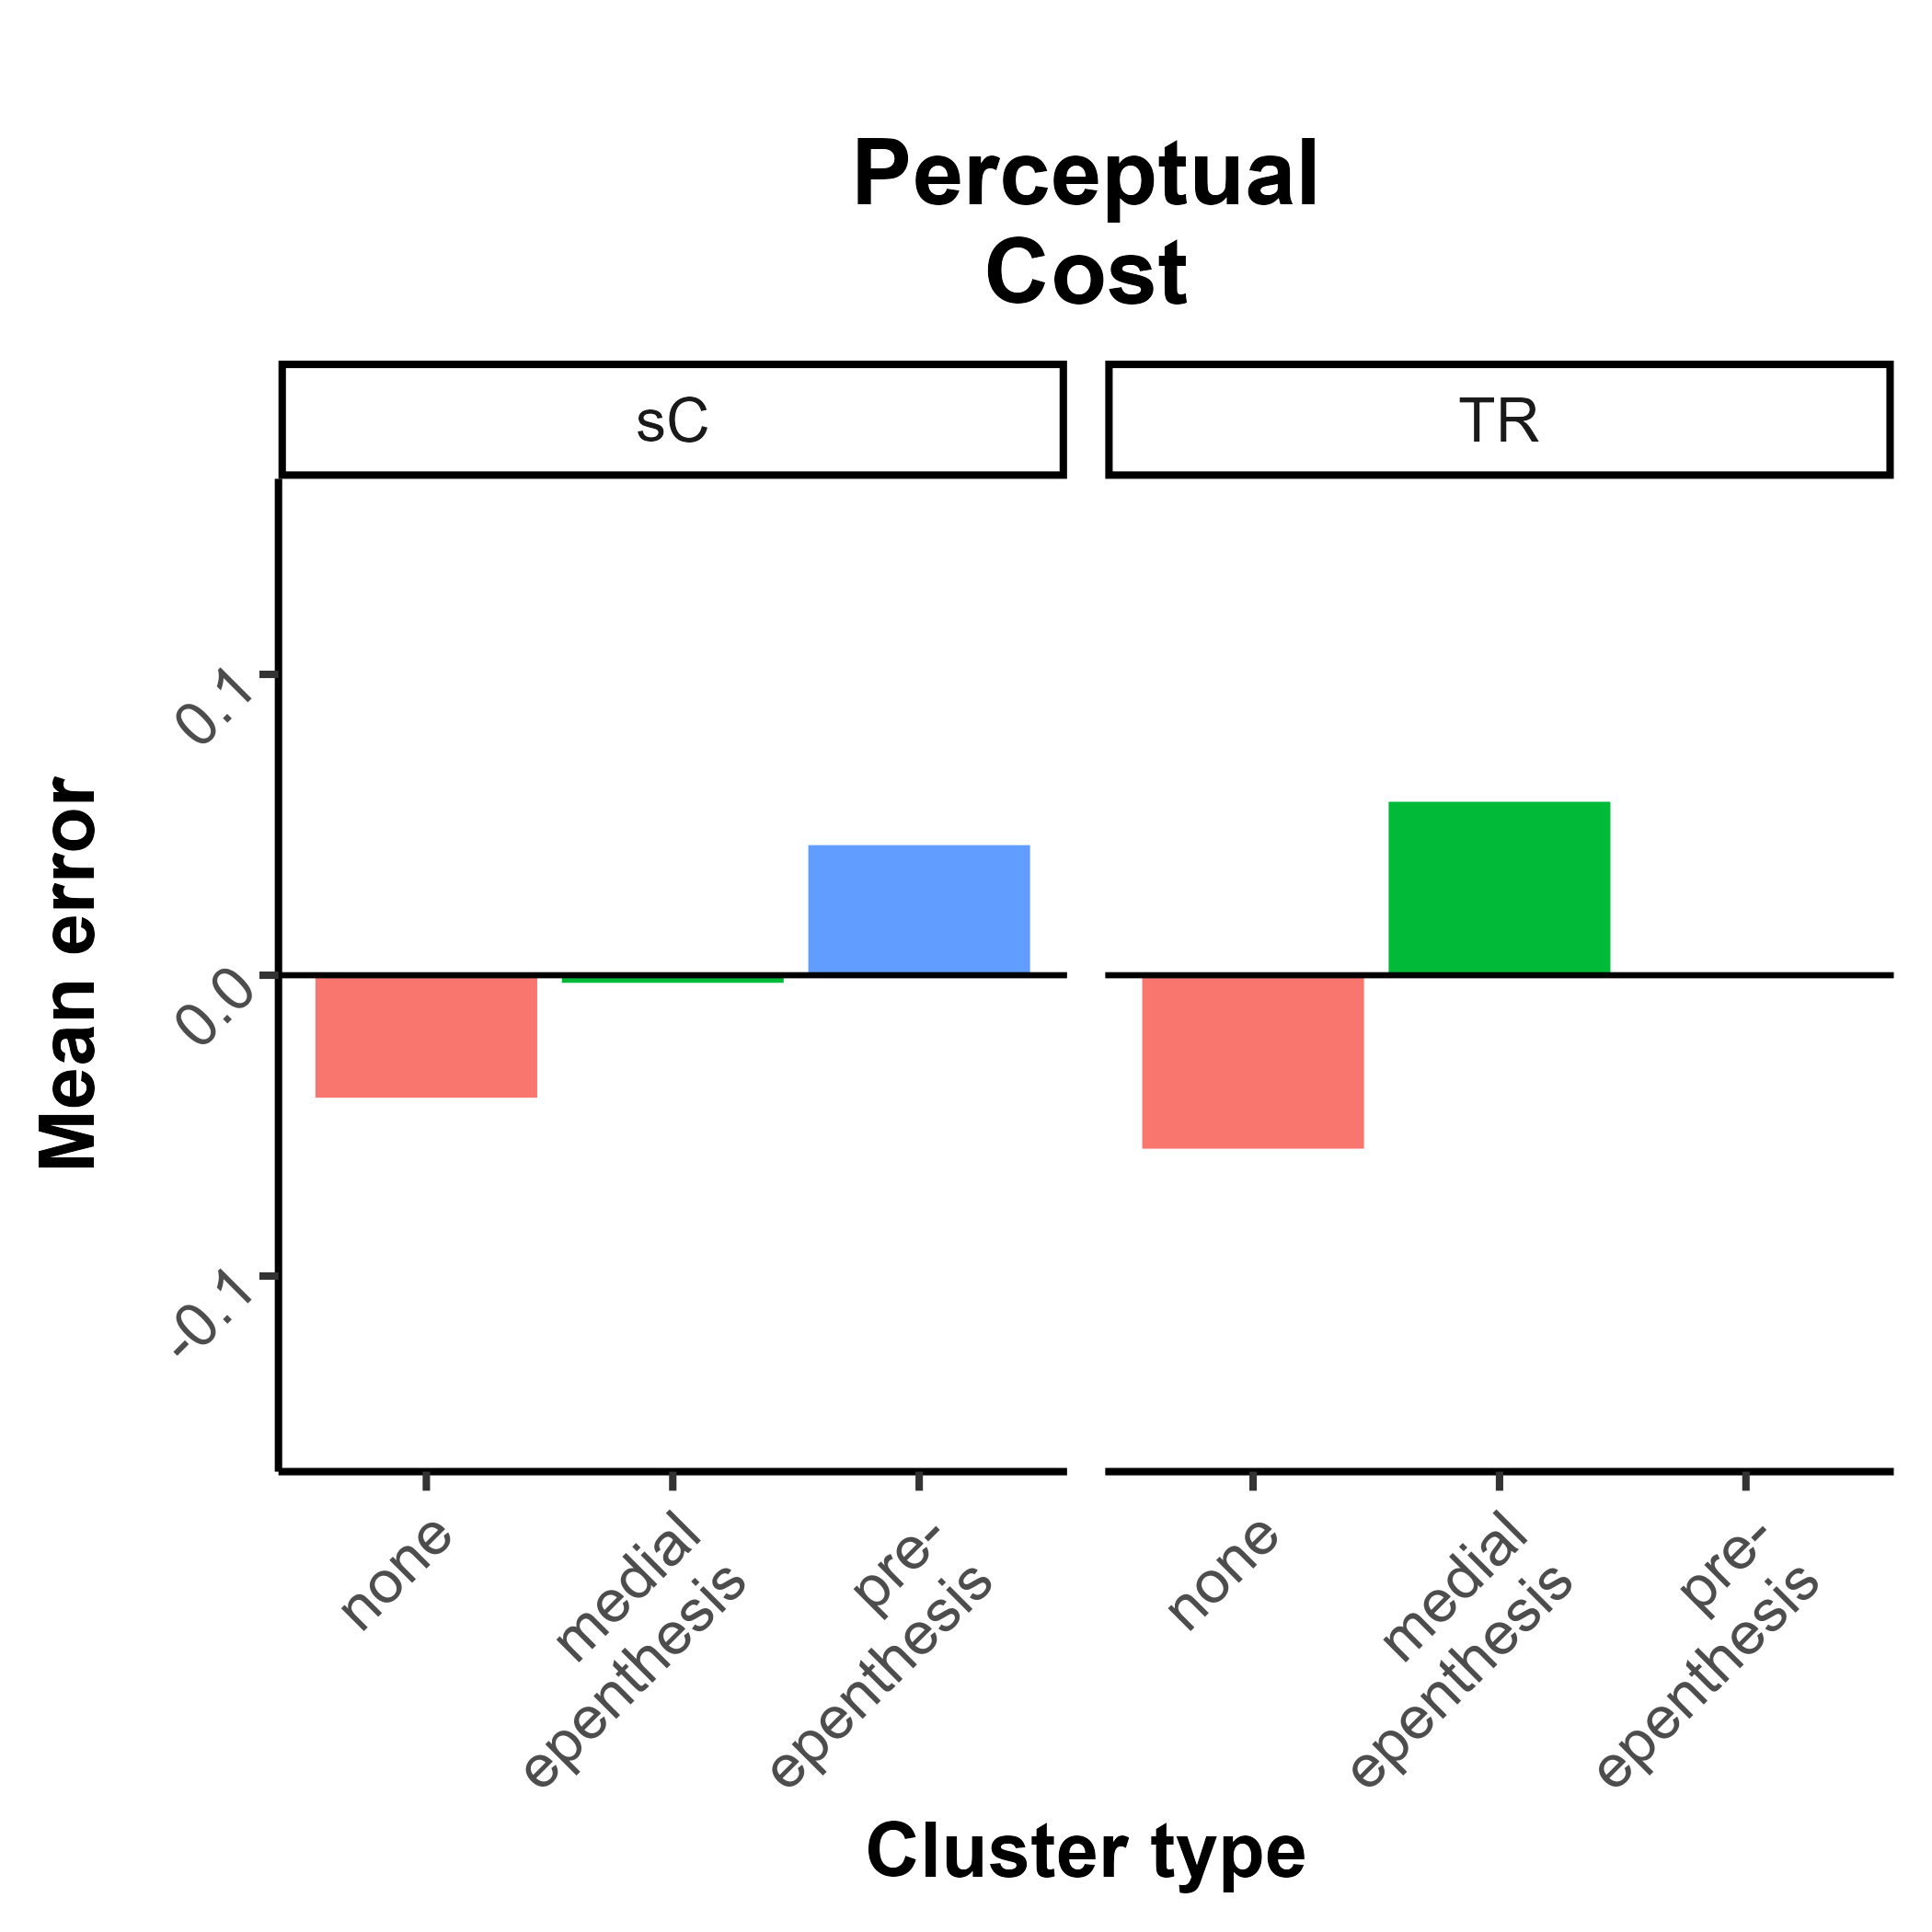 Perceptual
Cost
sC
TR
Mean error
0.1
0.0
-0.1
none
medial
epenthesis
pre-
epenthesis
none
medial
epenthesis
pre-
epenthesis
Cluster type